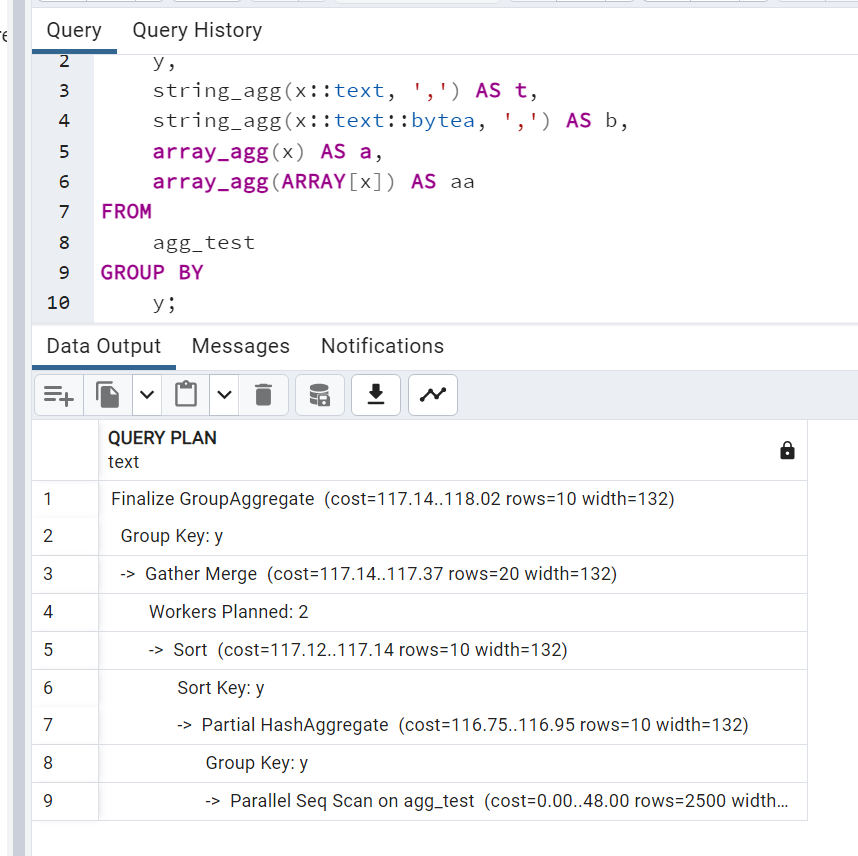 Query Query History
2 y,
3 string_agg(x::text, ',') AS t,
4 string_agg(x::text::bytea, ',') AS b,
5 array_agg(x) AS a,
6 array_agg(ARRAY[x]) AS aa
7 FROM
8 agg_test
9 GROUP BY
10 y;
Data Output Messages Notifications
QUERY PLAN
text
1 Finalize GroupAggregate (cost=117.14..118.02 rows=10 width=132)
2 Group Key: y
3 -> Gather Merge (cost=117.14..117.37 rows=20 width=132)
4 Workers Planned: 2
5 -> Sort (cost=117.12..117.14 rows=10 width=132)
6 Sort Key: y
7 -> Partial HashAggregate (cost=116.75..116.95 rows=10 width=132)
8 Group Key: y
9 -> Parallel Seq Scan on agg_test (cost=0.00..48.00 rows=2500 width...